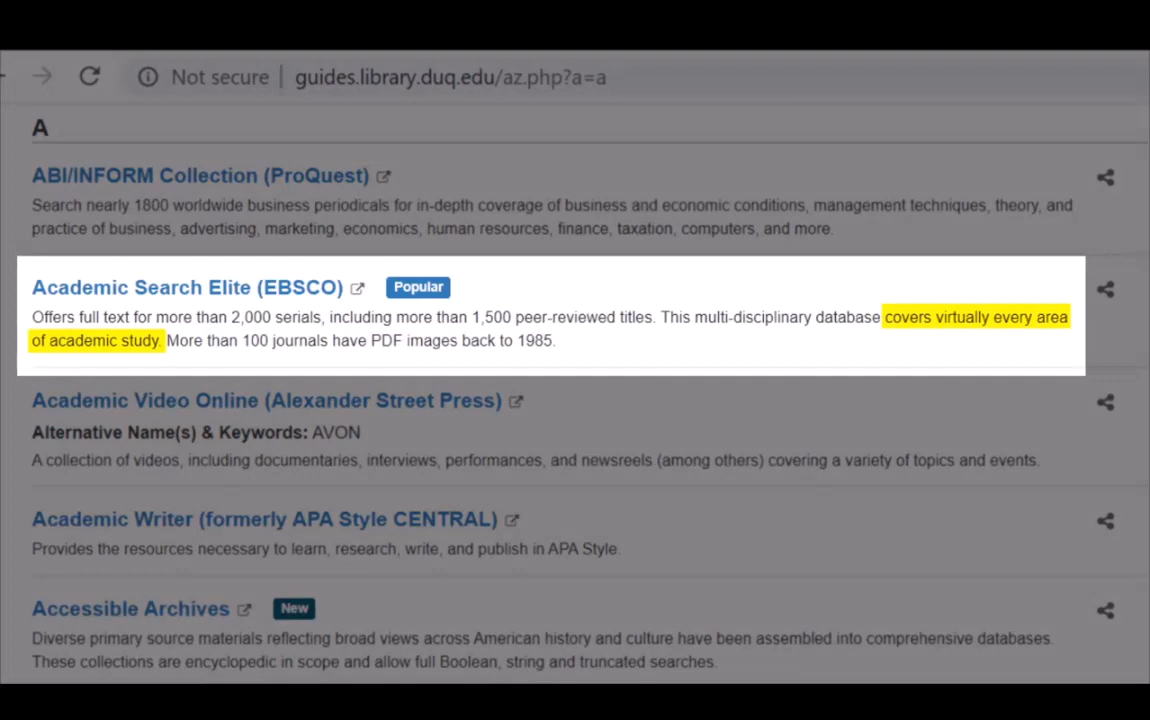 Not secure | guides.library.duq.edu/az.php?a=a
A
ABI/INFORM Collection (ProQuest)
Search nearly 1800 worldwide business periodicals for in-depth coverage of business and economic conditions, management techniques, theory, and
practice of business, advertising, marketing, economics, human resources, finance, taxation, computers, and more.
Academic Search Elite (EBSCO) Popular
Offers full text for more than 2,000 serials, including more than 1,500 peer-reviewed titles. This multi-disciplinary database covers virtually every area
of academic study. More than 100 journals have PDF images back to 1985.
Academic Video Online (Alexander Street Press)
Alternative Name(s) & Keywords: AVON
A collection of videos, including documentaries, interviews, performances, and newsreels (among others) covering a variety of topics and events.
Academic Writer (formerly APA Style CENTRAL)
Provides the resources necessary to learn, research, write, and publish in APA Style.
Accessible Archives New
Diverse primary source materials reflecting broad views across American history and culture have been assembled into comprehensive databases.
These collections are encyclopedic in scope and allow full Boolean, string and truncated searches.